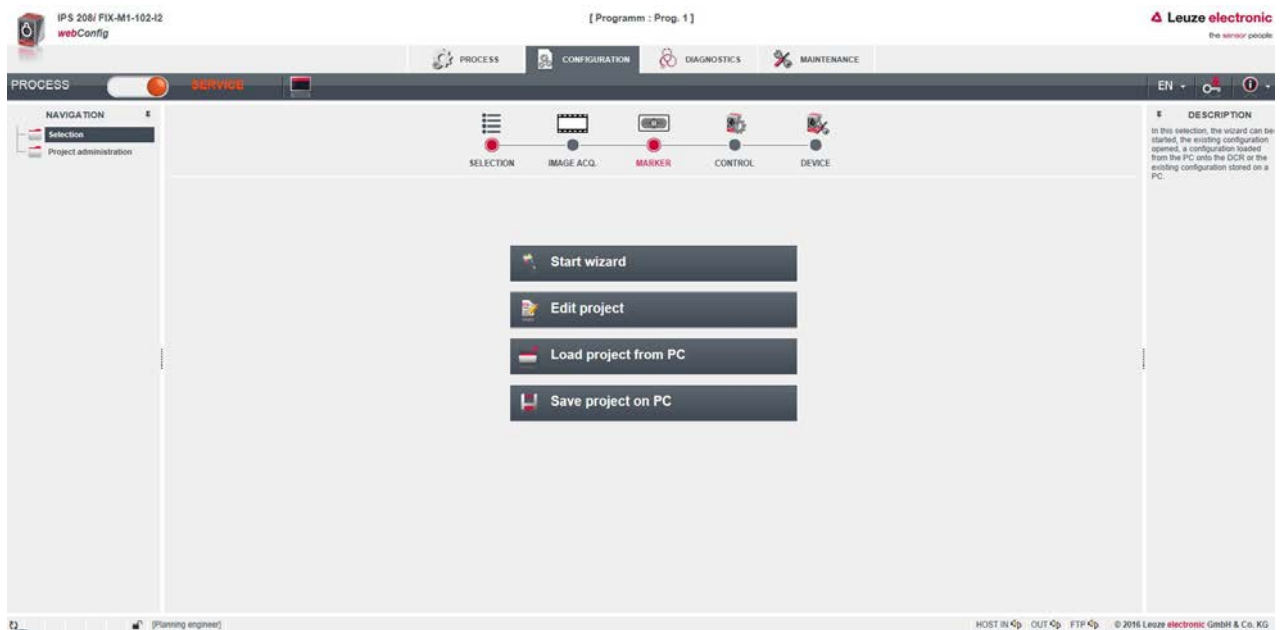 IPS 208i FIX-M1-102-I2
webConfig
[ Programm : Prog. 1 ]
Leuze electronic
the sensor people
PROCESS
CONFIGURATION
DIAGNOSTICS
MAINTENANCE
PROCESS
SERVICE
EN
NAVIGATION
Selection
Project administration
SELECTION
IMAGE ACQ.
MARKER
CONTROL
DEVICE
Start wizard
Edit project
Load project from PC
Save project on PC
DESCRIPTION
In this selection, the wizard can be
started, the existing configuration
opened, a configuration loaded
from the PC onto the DCR or the
existing configuration stored on a
PC.
[Planning engineer]
HOST IN OUT FTP © 2016 Leuze electronic GmbH & Co. KG